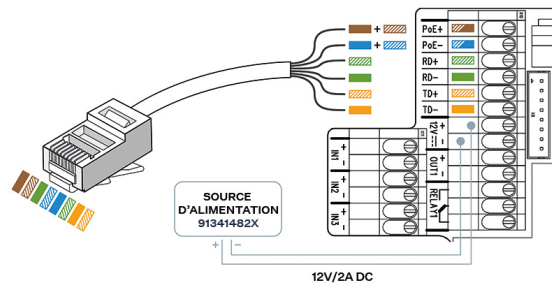 +
PoE+
+
PoE-
RD+
RD-
TD+
TD-
+
12V
-
+
OUT1
-
RELAY1
+
IN1
-
+
IN2
-
+
IN3
-
SOURCE
D'ALIMENTATION
91341482X
+ -
12V/2A DC